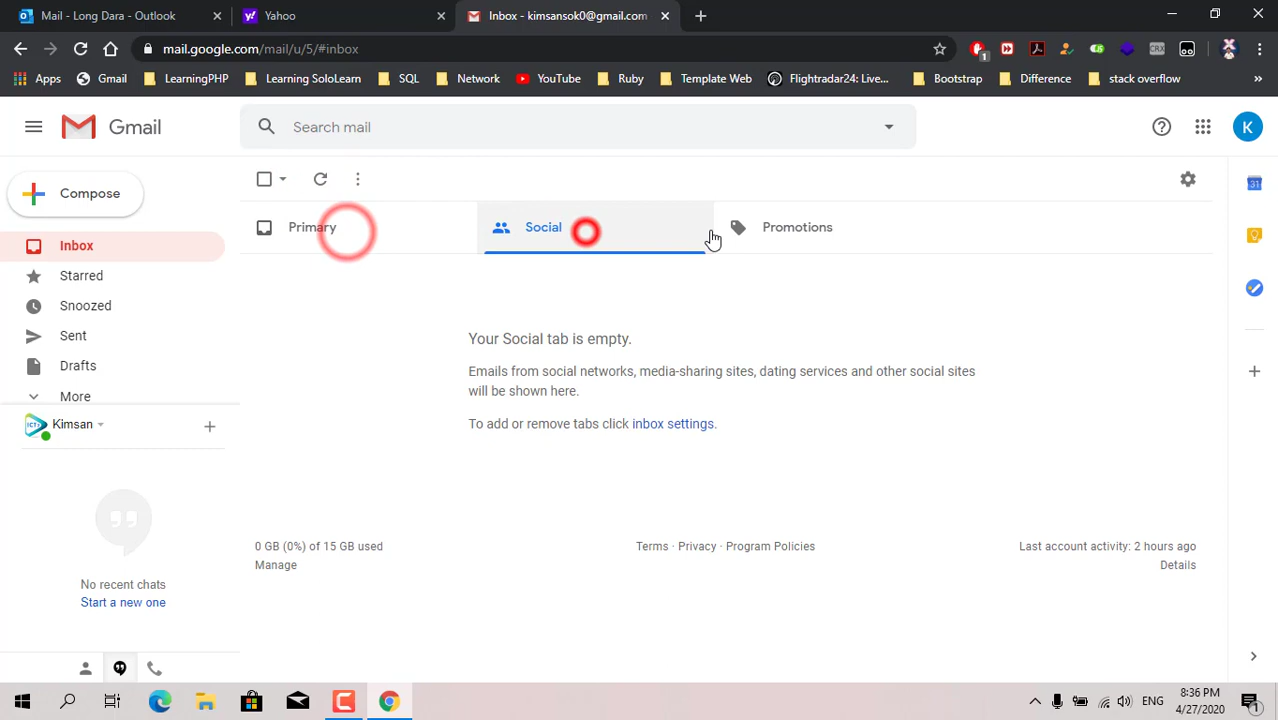 Mail - Long Dara - Outlook
Yahoo
Inbox - kimsansok0@gmail.com
mail.google.com/mail/u/5/#inbox
1
Apps
Gmail
LearningPHP
Learning SoloLearn
SQL
Network
YouTube
Ruby
Template Web
Flightradar24: Live...
Bootstrap
Difference
stack overflow
»
Gmail
Search mail
K
Compose
Primary
Social
Promotions
31
Inbox
Starred
Snoozed
Sent
Drafts
More
Your Social tab is empty.
Emails from social networks, media-sharing sites, dating services and other social sites
will be shown here.
To add or remove tabs click inbox settings.
ICT
Kimsan
0 GB (0%) of 15 GB used
Manage
Terms · Privacy · Program Policies
Last account activity: 2 hours ago
Details
No recent chats
Start a new one
ENG
8:36 PM
4/27/2020
1